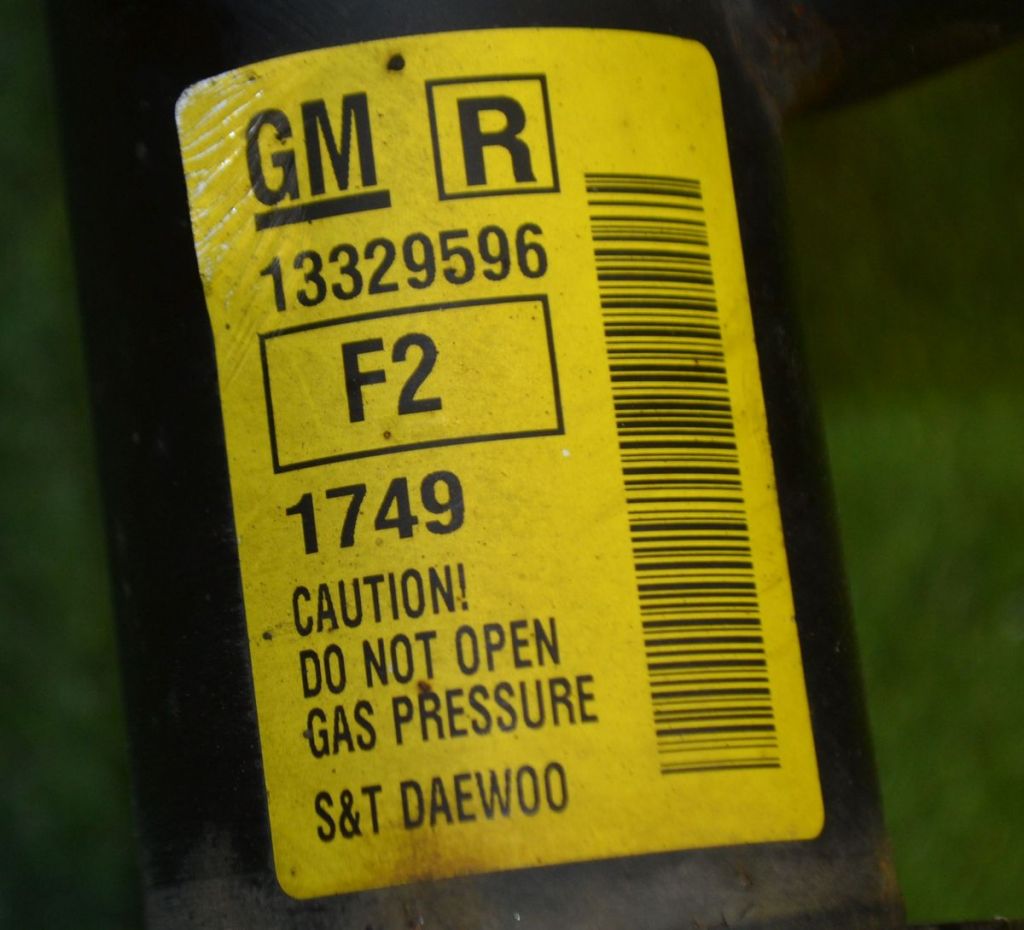 GM R
13329596
F2
1749
CAUTION!
DO NOT OPEN
GAS PRESSURE
S&T DAEWOO